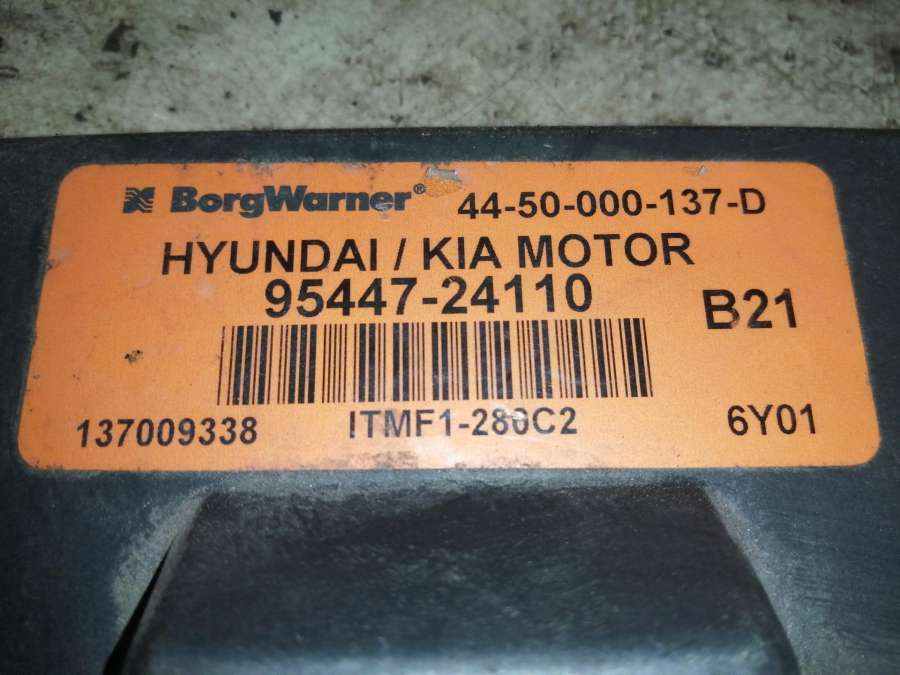 BorgWarner® 44-50-000-137-D
HYUNDAI / KIA MOTOR
95447-24110
B21
137009338 ITMF1-280C2 6Y01